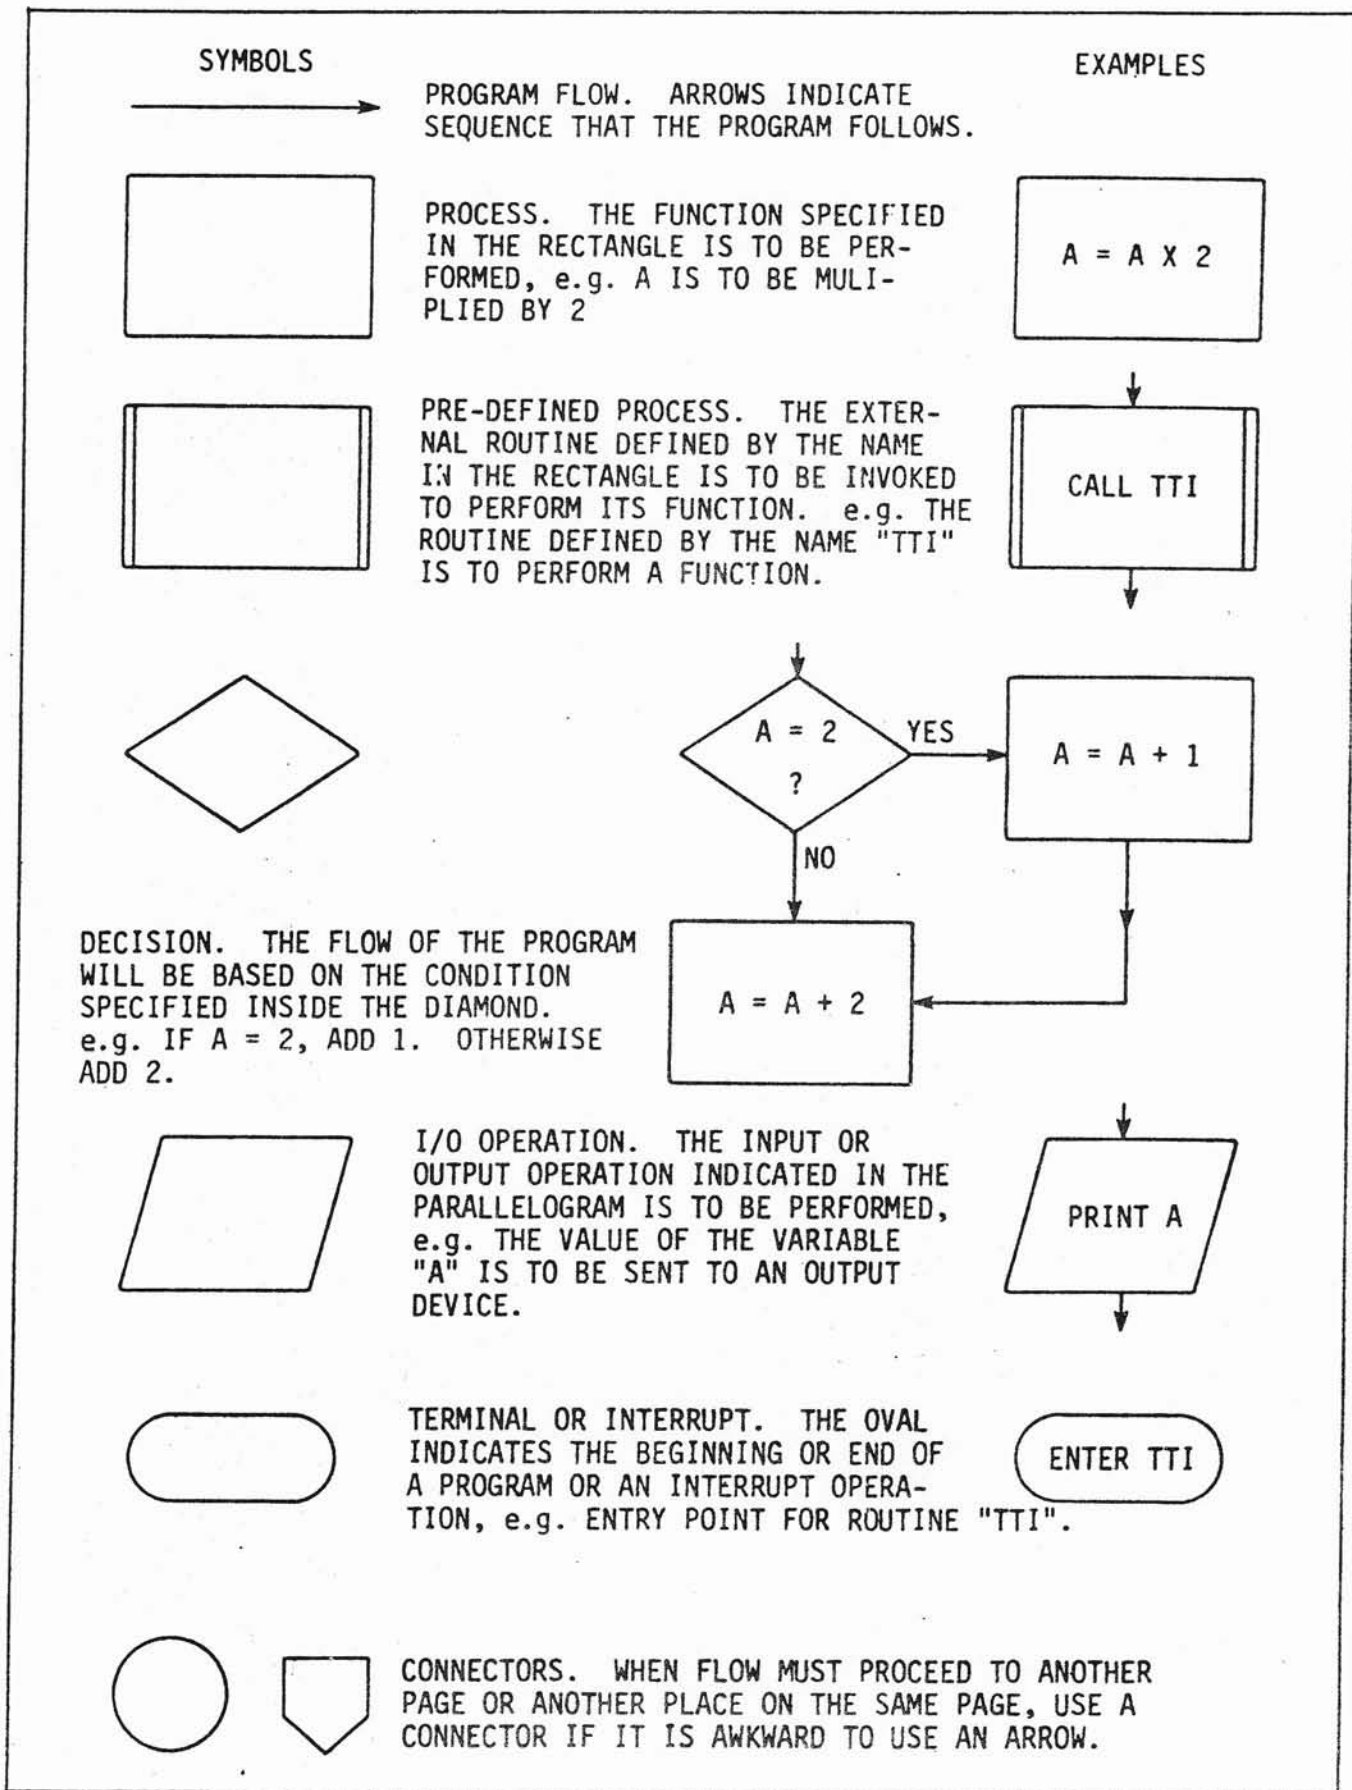 SYMBOLS
EXAMPLES
PROGRAM FLOW. ARROWS INDICATE
SEQUENCE THAT THE PROGRAM FOLLOWS.
PROCESS. THE FUNCTION SPECIFIED
IN THE RECTANGLE IS TO BE PER-
FORMED, e.g. A IS TO BE MULI-
PLIED BY 2
A = A X 2
PRE-DEFINED PROCESS. THE EXTER-
NAL ROUTINE DEFINED BY THE NAME
IN THE RECTANGLE IS TO BE INVOKED
TO PERFORM ITS FUNCTION. e.g. THE
ROUTINE DEFINED BY THE NAME "TTI"
IS TO PERFORM A FUNCTION.
CALL TTI
A = 2
?
YES
A = A + 1
NO
DECISION. THE FLOW OF THE PROGRAM
WILL BE BASED ON THE CONDITION
SPECIFIED INSIDE THE DIAMOND.
e.g. IF A = 2, ADD 1. OTHERWISE
ADD 2.
A = A + 2
I/O OPERATION. THE INPUT OR
OUTPUT OPERATION INDICATED IN THE
PARALLELOGRAM IS TO BE PERFORMED,
e.g. THE VALUE OF THE VARIABLE
"A" IS TO BE SENT TO AN OUTPUT
DEVICE.
PRINT A
TERMINAL OR INTERRUPT. THE OVAL
INDICATES THE BEGINNING OR END OF
A PROGRAM OR AN INTERRUPT OPERA-
TION, e.g. ENTRY POINT FOR ROUTINE "TTI".
ENTER TTI
CONNECTORS. WHEN FLOW MUST PROCEED TO ANOTHER
PAGE OR ANOTHER PLACE ON THE SAME PAGE, USE A
CONNECTOR IF IT IS AWKWARD TO USE AN ARROW.